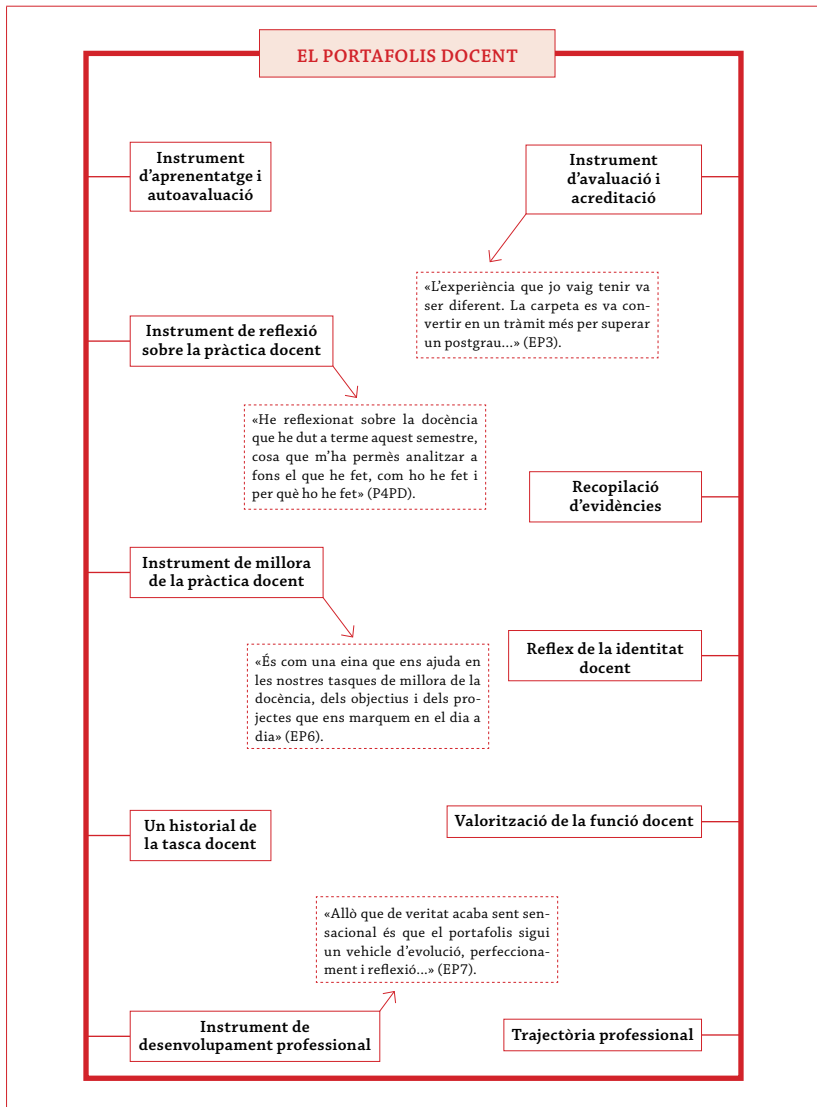 EL PORTAFOLIS DOCENT
Instrument
d’aprenentatge i
autoavaluació
Instrument
d’avaluació i
acreditació
«L’experiència que jo vaig tenir va
ser diferent. La carpeta es va con-
vertir en un tràmit més per superar
un postgrau...» (EP3).
Instrument de reflexió
sobre la pràctica docent
«He reflexionat sobre la docència
que he dut a terme aquest semestre,
cosa que m’ha permès analitzar a
fons el que he fet, com ho he fet i
per què ho he fet» (P4PD).
Recopilació
d’evidències
Instrument de millora
de la pràctica docent
«És com una eina que ens ajuda en
les nostres tasques de millora de la
docència, dels objectius i dels pro-
jectes que ens marquem en el dia a
dia» (EP6).
Reflex de la identitat
docent
Un historial de
la tasca docent
Valorització de la funció docent
«Allò que de veritat acaba sent sen-
sacional és que el portafolis sigui
un vehicle d’evolució, perfecciona-
ment i reflexió...» (EP7).
Instrument de
desenvolupament professional
Trajectòria professional